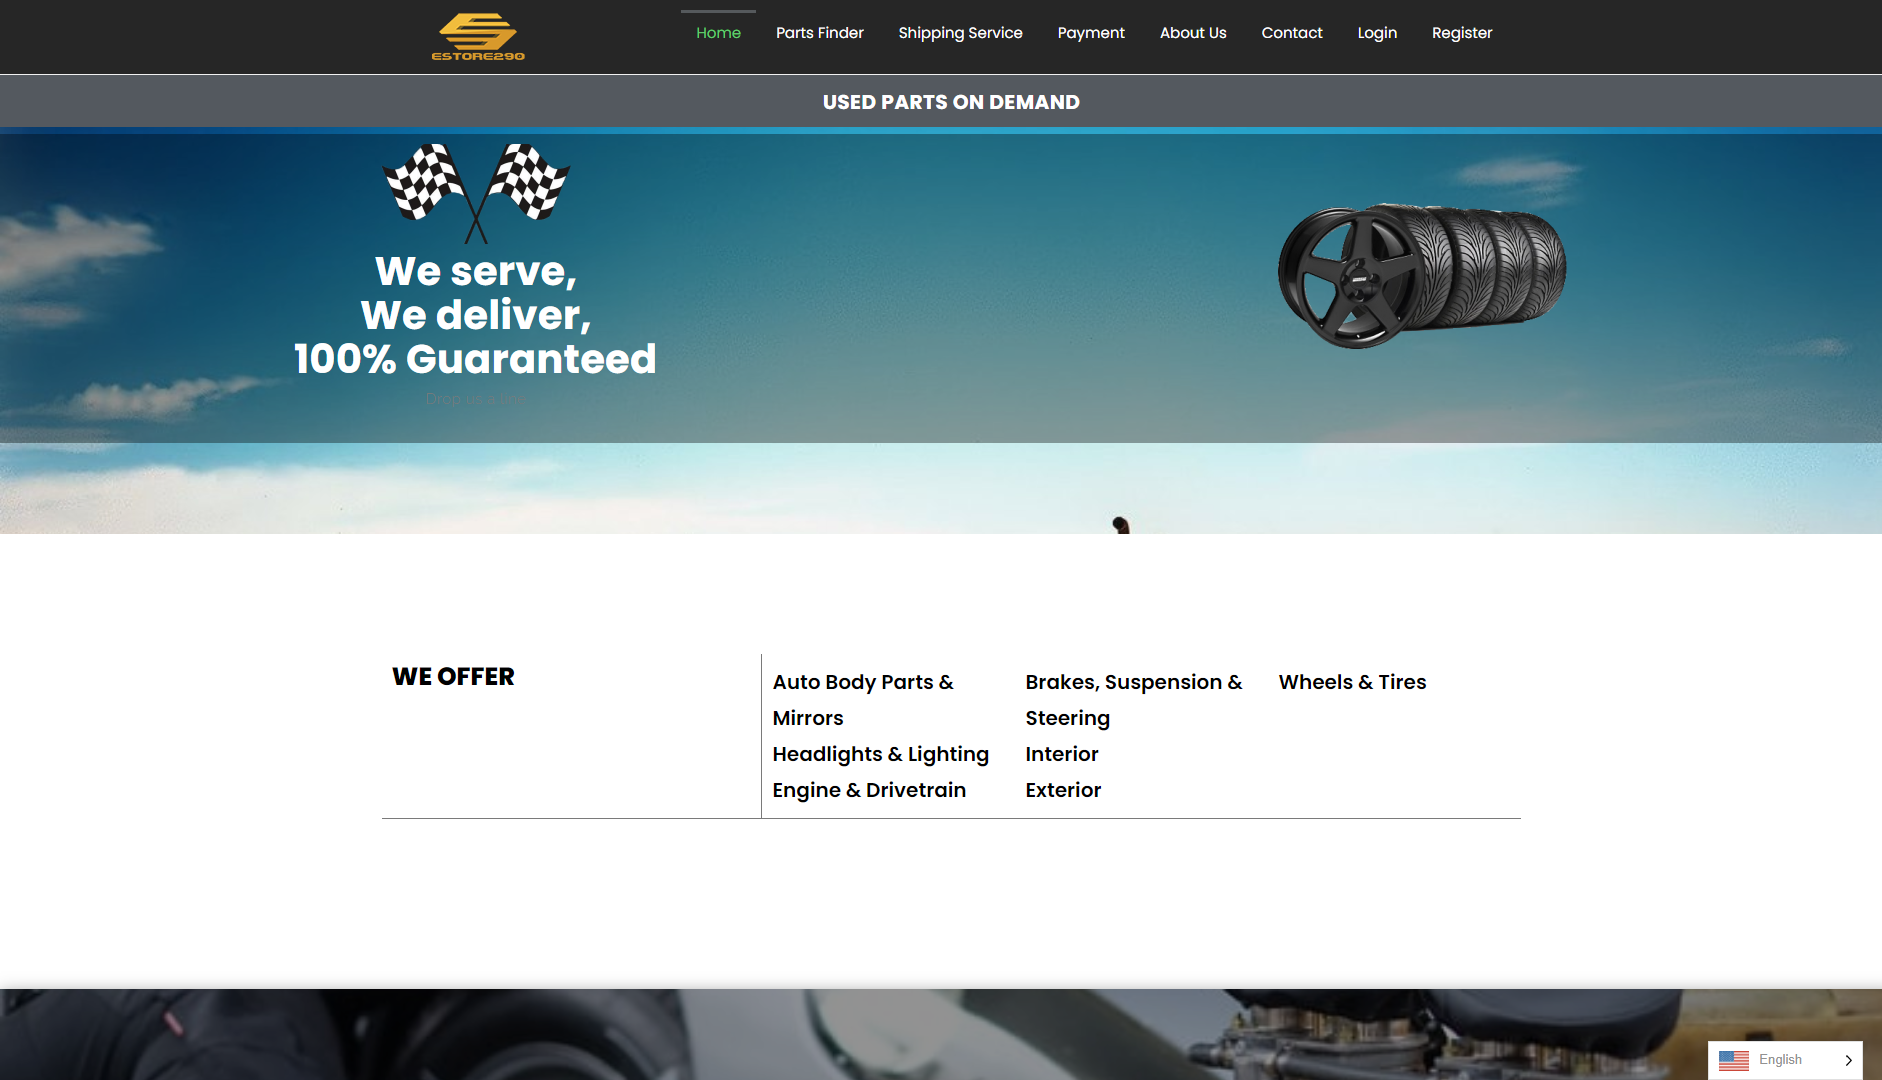 ESTORE290
Home
Parts Finder
Shipping Service
Payment
About Us
Contact
Login
Register
USED PARTS ON DEMAND
We serve,
We deliver,
100% Guaranteed
Drop us a Line
WE OFFER
Auto Body Parts &
Mirrors
Headlights & Lighting
Engine & Drivetrain
Brakes, Suspension &
Steering
Interior
Exterior
Wheels & Tires
English